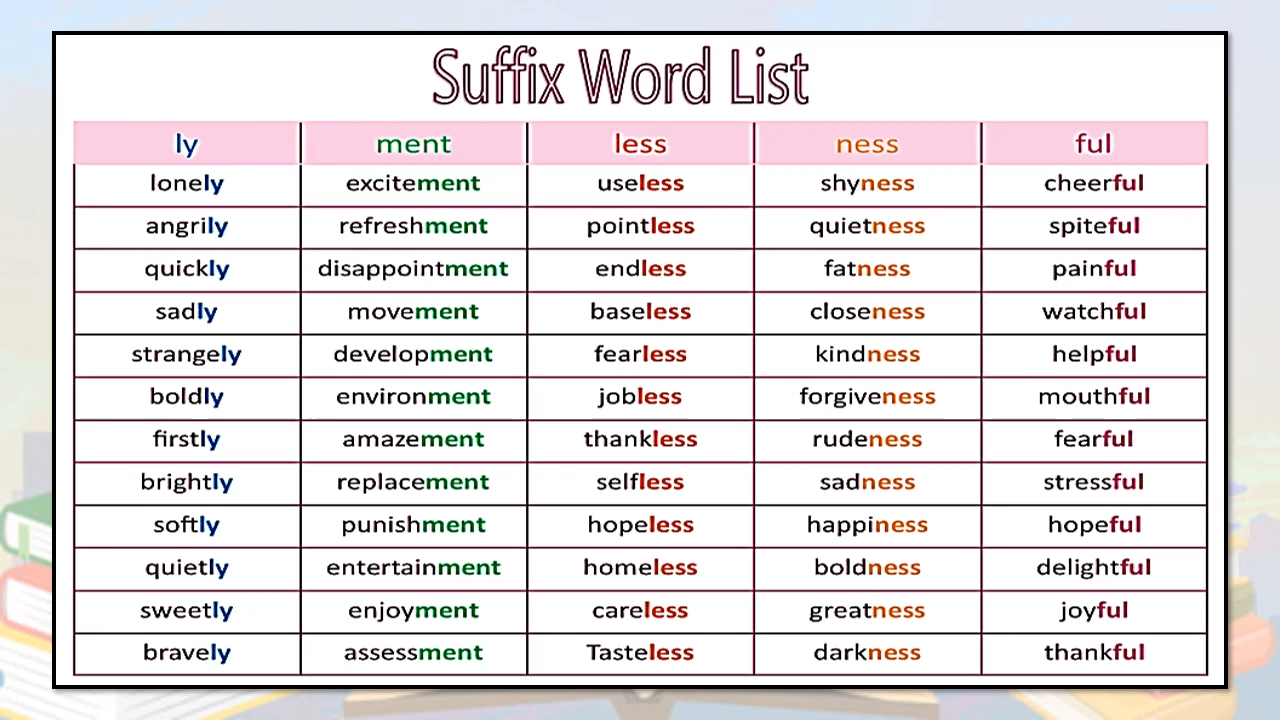 Suffix Word List
ly ment less ness ful
lonely excitement useless shyness cheerful
angrily refreshment pointless quietness spiteful
quickly disappointment endless fatness painful
sadly movement baseless closeness watchful
strangely development fearless kindness helpful
boldly environment jobless forgiveness mouthful
firstly amazement thankless rudeness fearful
brightly replacement selfless sadness stressful
softly punishment hopeless happiness hopeful
quietly entertainment homeless boldness delightful
sweetly enjoyment careless greatness joyful
bravely assessment Tasteless darkness thankful